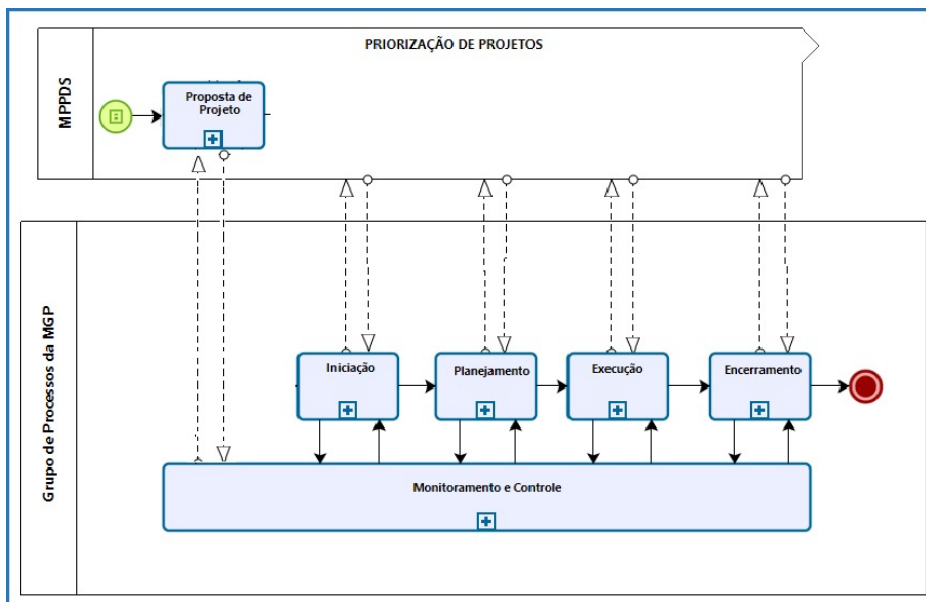 PRIORIZAÇÃO DE PROJETOS
MPPDS
Proposta de
Projeto
Grupo de Processos da MGP
Iniciação
Planejamento
Execução
Encerramento
Monitoramento e Controle